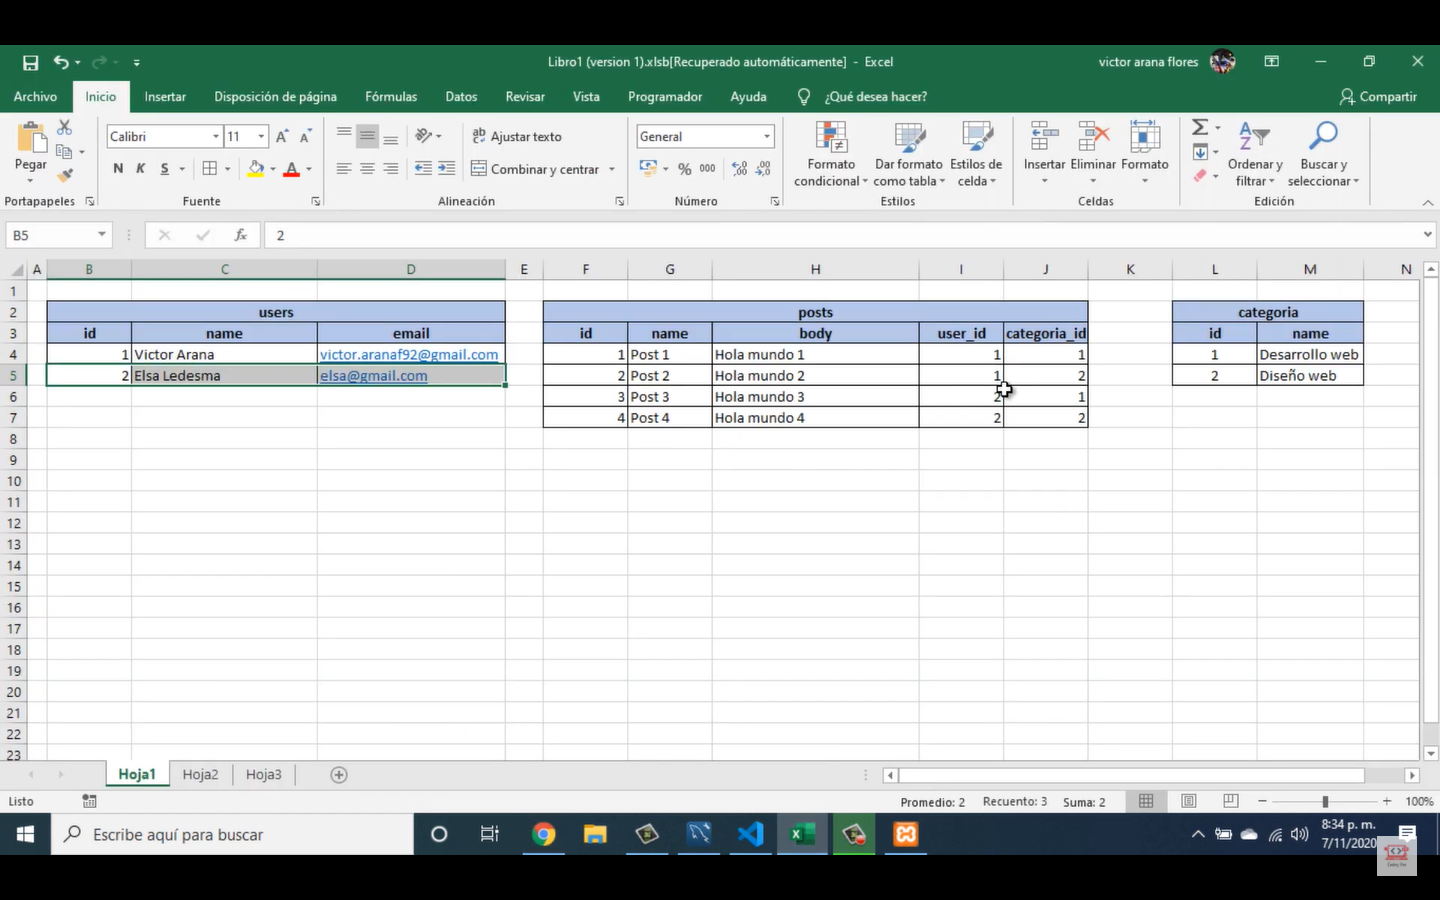 Libro1 (version 1).xlsb[Recuperado automáticamente] - Excel
victor arana flores
Archivo Inicio Insertar Disposición de página Fórmulas Datos Revisar Vista Programador Ayuda ¿Qué desea hacer? Compartir
Pegar
Calibri 11
N K S
Ajustar texto
Combinar y centrar
General
% 000
Formato condicional
Dar formato como tabla
Estilos de celda
Insertar Eliminar Formato
Ordenar y filtrar
Buscar y seleccionar
Portapapeles Fuente Alineación Número Estilos Celdas Edición
B5 fx 2
A B C D E F G H I J K L M N
1
2 users posts categoria
3 id name email id name body user_id categoria_id id name
4 1 Victor Arana victor.aranaf92@gmail.com 1 Post 1 Hola mundo 1 1 1 1 Desarrollo web
5 2 Elsa Ledesma elsa@gmail.com 2 Post 2 Hola mundo 2 1 2 2 Diseño web
6 3 Post 3 Hola mundo 3 2 1
7 4 Post 4 Hola mundo 4 2 2
8
9
10
11
12
13
14
15
16
17
18
19
20
21
22
23
Hoja1 Hoja2 Hoja3
Listo Promedio: 2 Recuento: 3 Suma: 2 100%
Escribe aquí para buscar
8:34 p. m.
7/11/2020